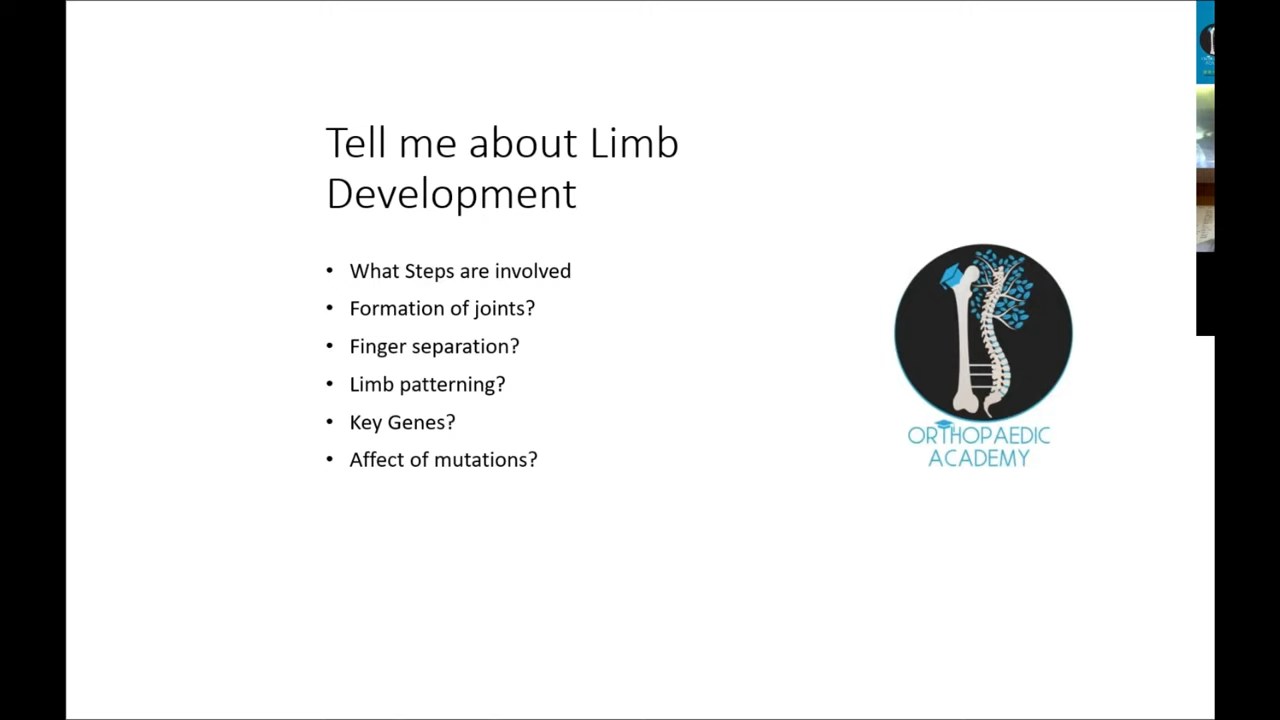 Tell me about Limb
Development
• What Steps are involved
• Formation of joints?
• Finger separation?
• Limb patterning?
• Key Genes?
• Affect of mutations?
ORTHOPAEDIC
ACADEMY